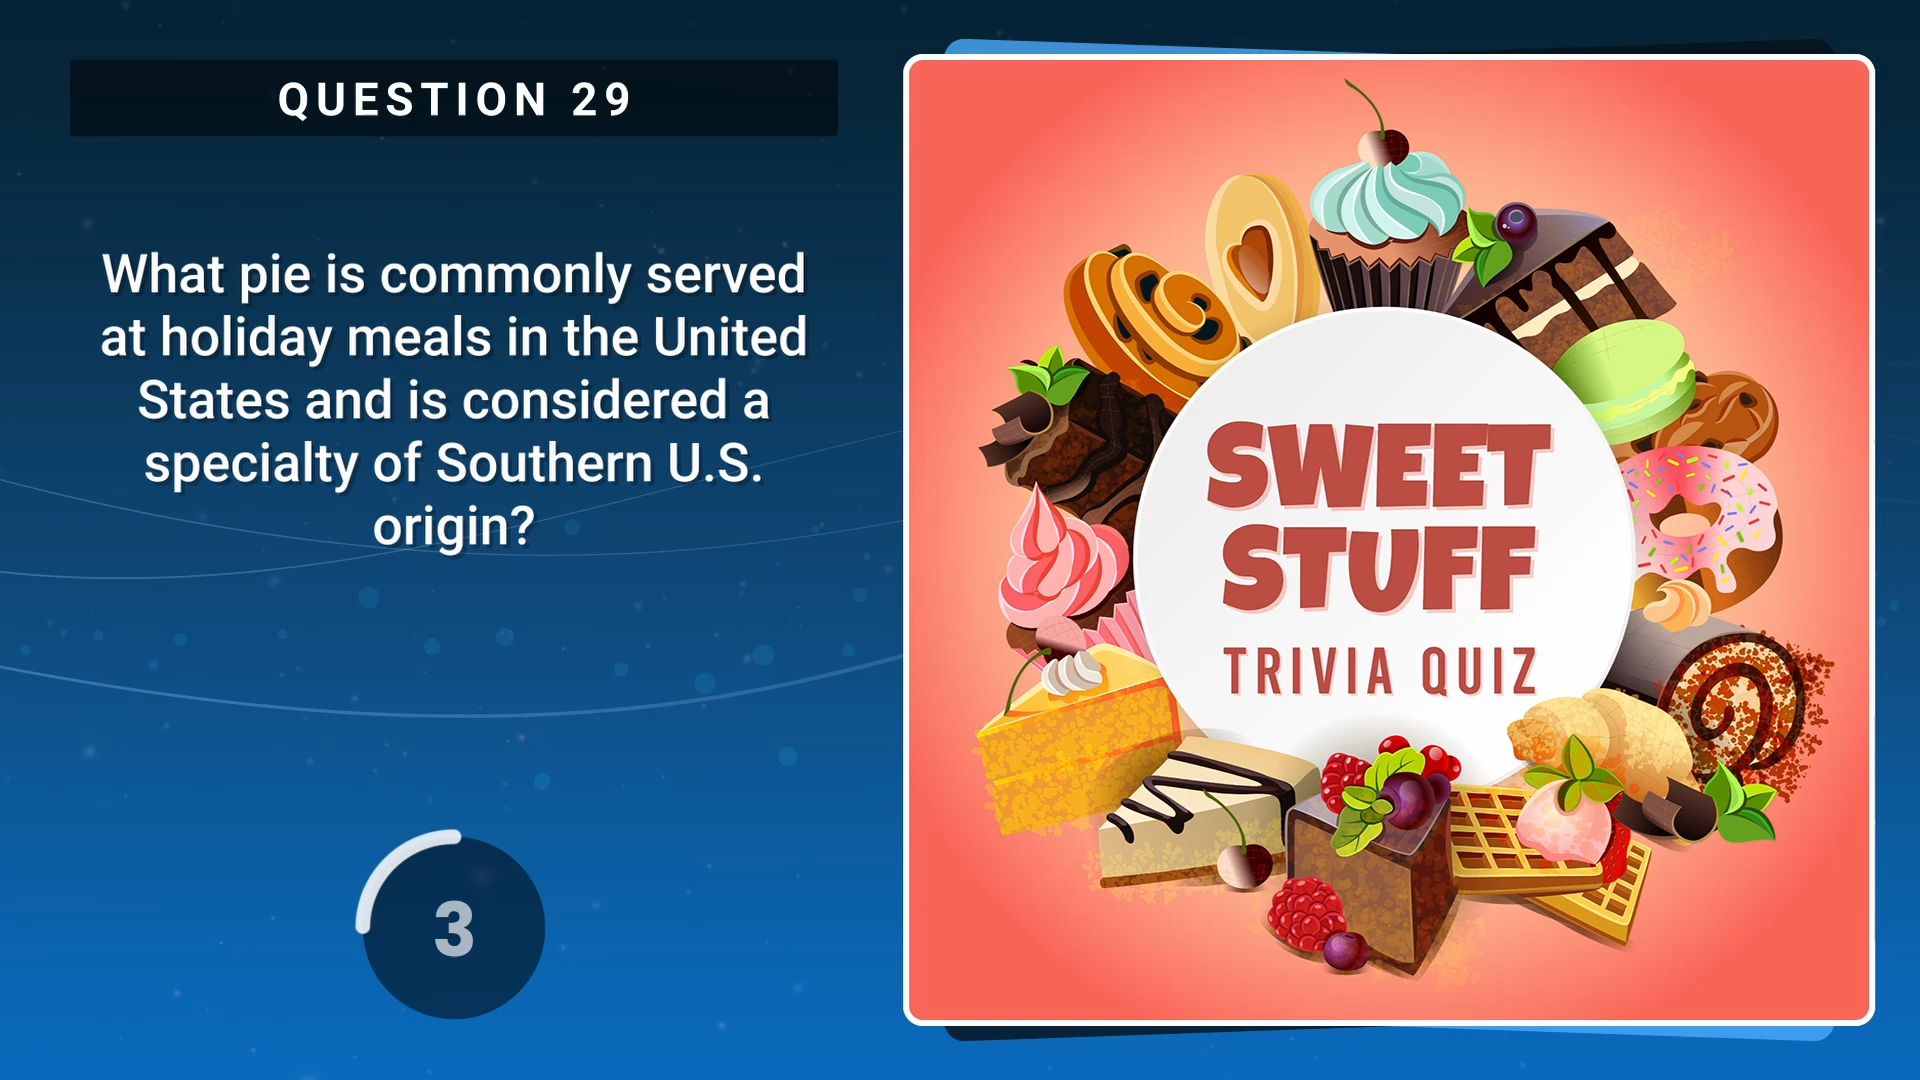 QUESTION 29
What pie is commonly served
at holiday meals in the United
States and is considered a
specialty of Southern U.S.
origin?
3
SWEET
STUFF
TRIVIA QUIZ